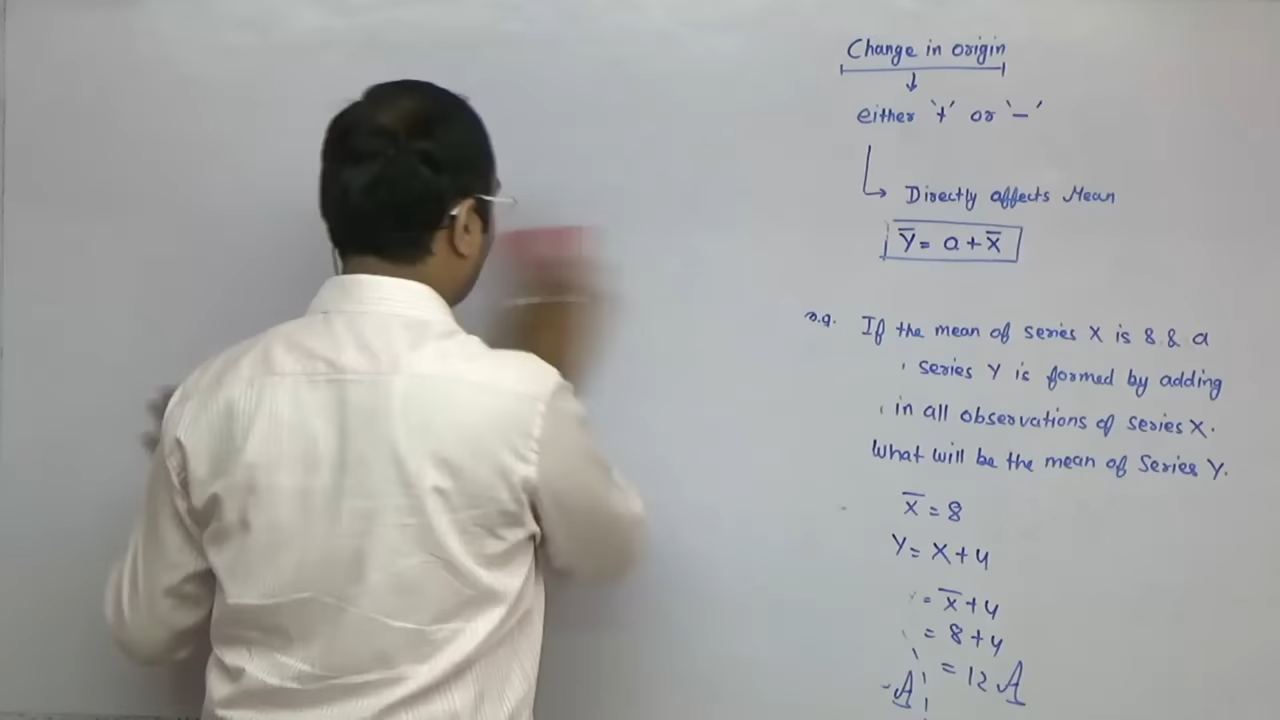 Change in origin
either '+' or '-'
Directly affects Mean
Y̅ = a + X̅
If the mean of series X is 8 & a
series Y is formed by adding
in all observations of series X.
What will be the mean of Series Y.
X̅ = 8
Y = X + 4
= X̅ + 4
= 8 + 4
= 12 A